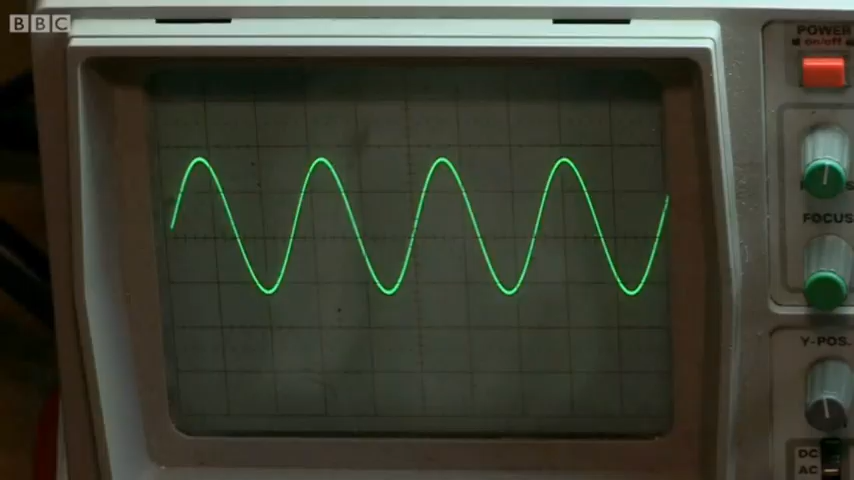 BBC
POWER
on/off
FOCUS
Y-POS.
DC
AC